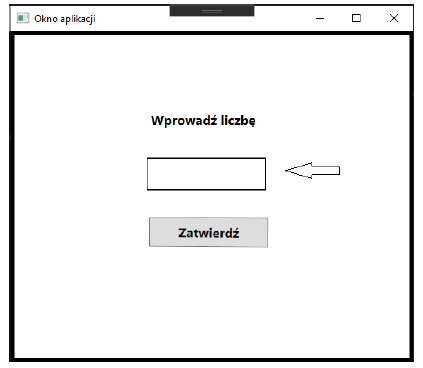 Okno aplikacji
Wprowadź liczbę
Zatwierdź